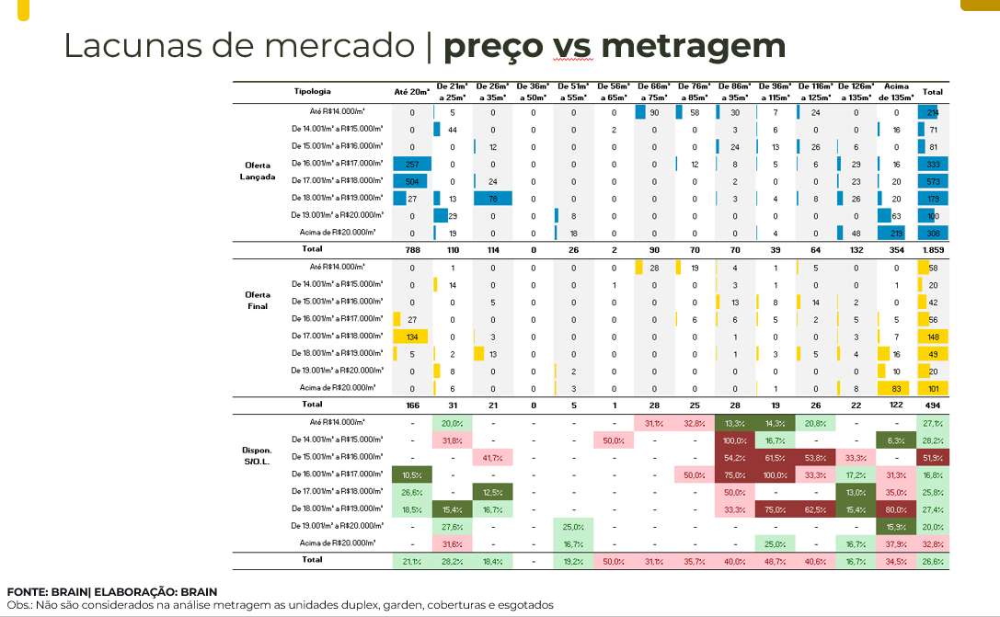 Lacunas de mercado | preço vs metragem
Tipologia Até 20m² De 21m² a 25m² De 26m² a 35m² De 36m² a 50m² De 51m² a 55m² De 56m² a 65m² De 66m² a 75m² De 76m² a 85m² De 86m² a 95m² De 96m² a 115m² De 116m² a 125m² De 126m² a 135m² Acima de 135m² Total
Oferta Lançada
Até R$14.000/m² 0 5 0 0 0 0 90 58 30 7 24 0 0 214
De 14.001/m² a R$15.000/m² 0 44 0 0 0 2 0 0 3 6 0 0 16 71
De 15.001/m² a R$16.000/m² 0 0 12 0 0 0 0 0 24 13 26 6 0 81
De 16.001/m² a R$17.000/m² 257 0 0 0 0 0 0 12 8 5 6 29 16 333
De 17.001/m² a R$18.000/m² 504 0 24 0 0 0 0 0 2 0 0 23 20 573
De 18.001/m² a R$19.000/m² 27 13 78 0 0 0 0 0 3 4 8 26 20 179
De 19.001/m² a R$20.000/m² 0 29 0 0 8 0 0 0 0 0 0 0 63 100
Acima de R$20.000/m² 0 19 0 0 18 0 0 0 0 4 0 48 219 308
Total 788 110 114 0 26 2 90 70 70 39 64 132 354 1.859
Oferta Final
Até R$14.000/m² 0 1 0 0 0 0 28 19 4 1 5 0 0 58
De 14.001/m² a R$15.000/m² 0 14 0 0 0 1 0 0 3 1 0 0 1 20
De 15.001/m² a R$16.000/m² 0 0 5 0 0 0 0 0 13 8 14 2 0 42
De 16.001/m² a R$17.000/m² 27 0 0 0 0 0 0 6 6 5 2 5 5 56
De 17.001/m² a R$18.000/m² 134 0 3 0 0 0 0 0 1 0 0 3 7 148
De 18.001/m² a R$19.000/m² 5 2 13 0 0 0 0 0 1 3 5 4 16 49
De 19.001/m² a R$20.000/m² 0 8 0 0 2 0 0 0 0 0 0 0 10 20
Acima de R$20.000/m² 0 6 0 0 3 0 0 0 0 1 0 8 83 101
Total 166 31 21 0 5 1 28 25 28 19 26 22 122 494
Dispon. S/O.L.
Até R$14.000/m² - 20,0% - - - - 31,1% 32,8% 13,3% 14,3% 20,8% - - 27,1%
De 14.001/m² a R$15.000/m² - 31,8% - - - 50,0% - - 100,0% 16,7% - - 6,3% 28,2%
De 15.001/m² a R$16.000/m² - - 41,7% - - - - - 54,2% 61,5% 53,8% 33,3% - 51,9%
De 16.001/m² a R$17.000/m² 10,5% - - - - - - 50,0% 75,0% 100,0% 33,3% 17,2% 31,3% 16,8%
De 17.001/m² a R$18.000/m² 26,6% - 12,5% - - - - - 50,0% - - 13,0% 35,0% 25,8%
De 18.001/m² a R$19.000/m² 18,5% 15,4% 16,7% - - - - - 33,3% 75,0% 62,5% 15,4% 80,0% 27,4%
De 19.001/m² a R$20.000/m² - 27,6% - - 25,0% - - - - - - - 15,9% 20,0%
Acima de R$20.000/m² - 31,6% - - 16,7% - - - - 25,0% - 16,7% 37,9% 32,8%
Total 21,1% 28,2% 18,4% - 19,2% 50,0% 31,1% 35,7% 40,0% 48,7% 40,6% 16,7% 34,5% 26,6%
FONTE: BRAIN| ELABORAÇÃO: BRAIN
Obs.: Não são considerados na análise metragem as unidades duplex, garden, coberturas e esgotados